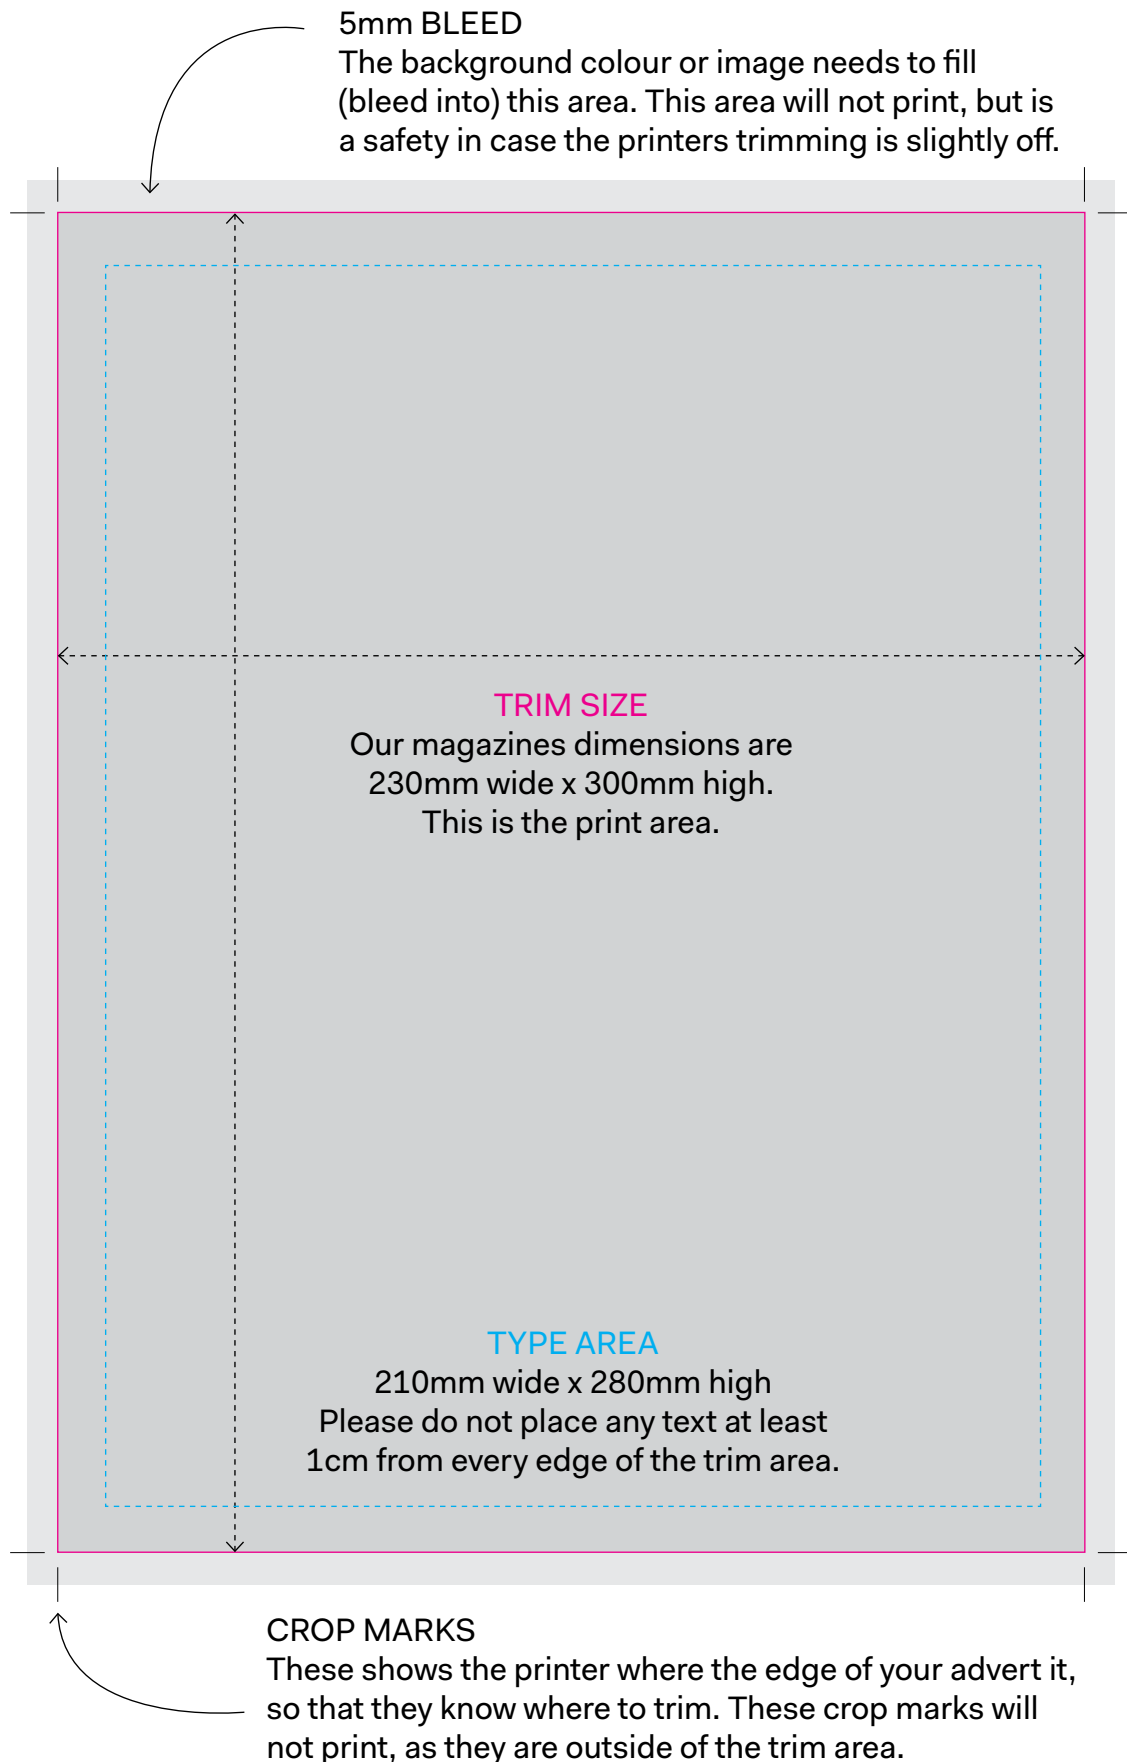 5mm BLEED
The background colour or image needs to fill
(bleed into) this area. This area will not print, but is
a safety in case the printers trimming is slightly off.
TRIM SIZE
Our magazines dimensions are
230mm wide x 300mm high.
This is the print area.
TYPE AREA
210mm wide x 280mm high
Please do not place any text at least
1cm from every edge of the trim area.
CROP MARKS
These shows the printer where the edge of your advert it,
so that they know where to trim. These crop marks will
not print, as they are outside of the trim area.